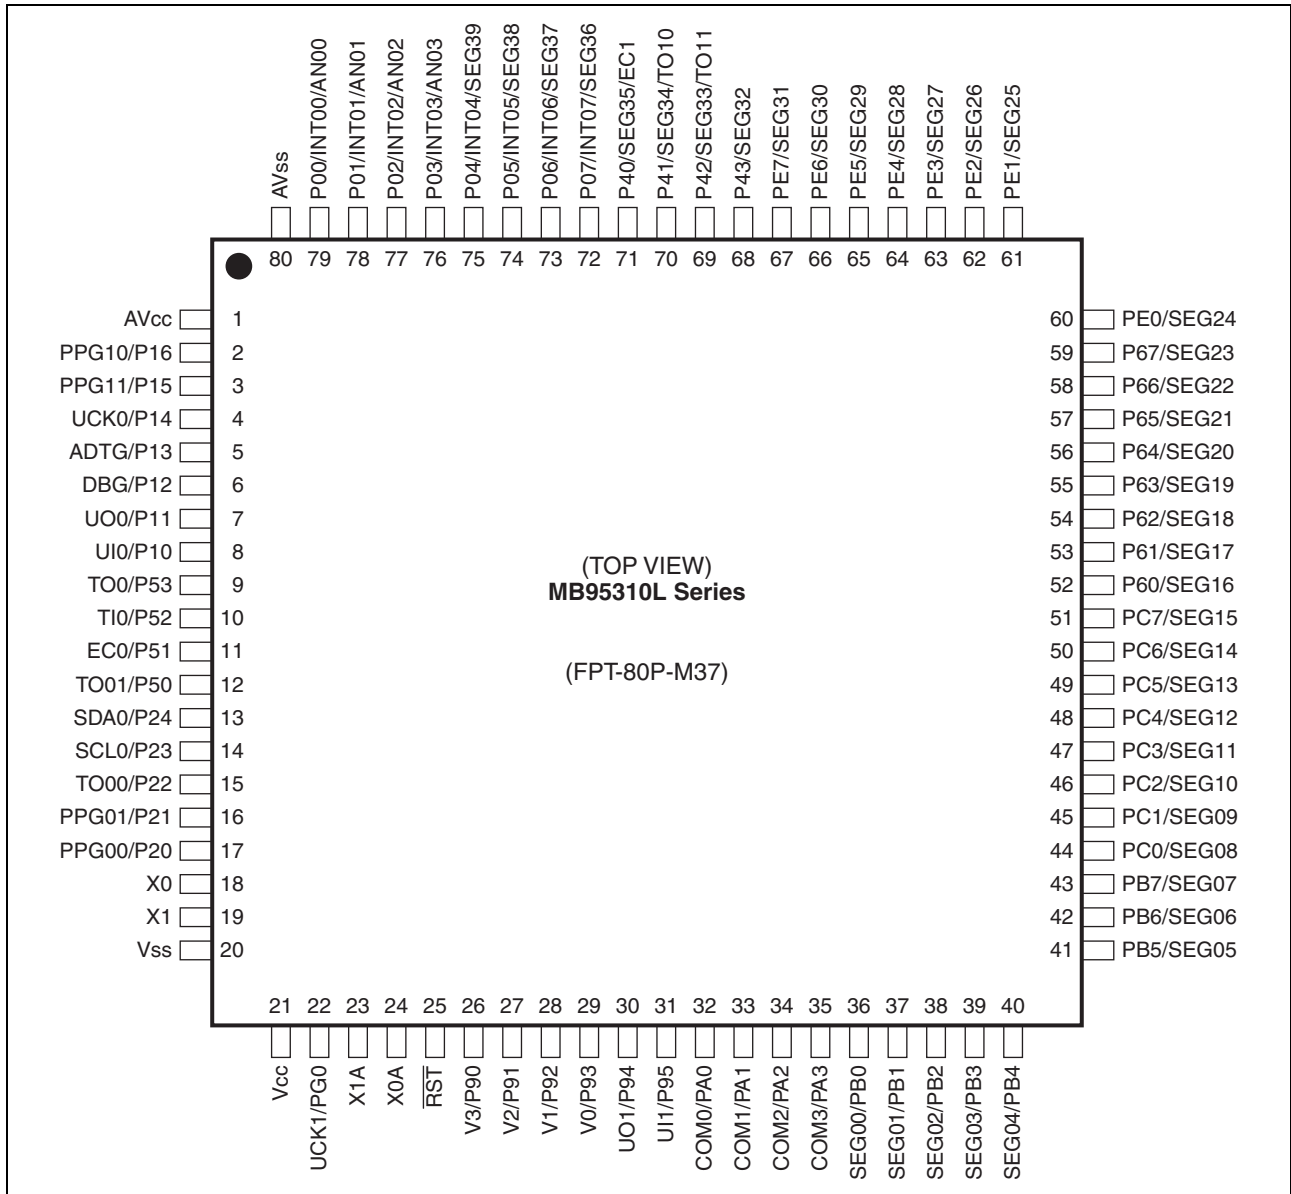 AVss
P00/INT00/AN00
P01/INT01/AN01
P02/INT02/AN02
P03/INT03/AN03
P04/INT04/SEG39
P05/INT05/SEG38
P06/INT06/SEG37
P07/INT07/SEG36
P40/SEG35/EC1
P41/SEG34/TO10
P42/SEG33/TO11
P43/SEG32
PE7/SEG31
PE6/SEG30
PE5/SEG29
PE4/SEG28
PE3/SEG27
PE2/SEG26
PE1/SEG25
80 79 78 77 76 75 74 73 72 71 70 69 68 67 66 65 64 63 62 61
AVcc 1
PPG10/P16 2
PPG11/P15 3
UCK0/P14 4
ADTG/P13 5
DBG/P12 6
UO0/P11 7
UI0/P10 8
TO0/P53 9
TI0/P52 10
EC0/P51 11
TO01/P50 12
SDA0/P24 13
SCL0/P23 14
TO00/P22 15
PPG01/P21 16
PPG00/P20 17
X0 18
X1 19
Vss 20
(TOP VIEW)
MB95310L Series
(FPT-80P-M37)
60 PE0/SEG24
59 P67/SEG23
58 P66/SEG22
57 P65/SEG21
56 P64/SEG20
55 P63/SEG19
54 P62/SEG18
53 P61/SEG17
52 P60/SEG16
51 PC7/SEG15
50 PC6/SEG14
49 PC5/SEG13
48 PC4/SEG12
47 PC3/SEG11
46 PC2/SEG10
45 PC1/SEG09
44 PC0/SEG08
43 PB7/SEG07
42 PB6/SEG06
41 PB5/SEG05
21 22 23 24 25 26 27 28 29 30 31 32 33 34 35 36 37 38 39 40
Vcc
UCK1/PG0
X1A
X0A
RST
V3/P90
V2/P91
V1/P92
V0/P93
UO1/P94
UI1/P95
COM0/PA0
COM1/PA1
COM2/PA2
COM3/PA3
SEG00/PB0
SEG01/PB1
SEG02/PB2
SEG03/PB3
SEG04/PB4